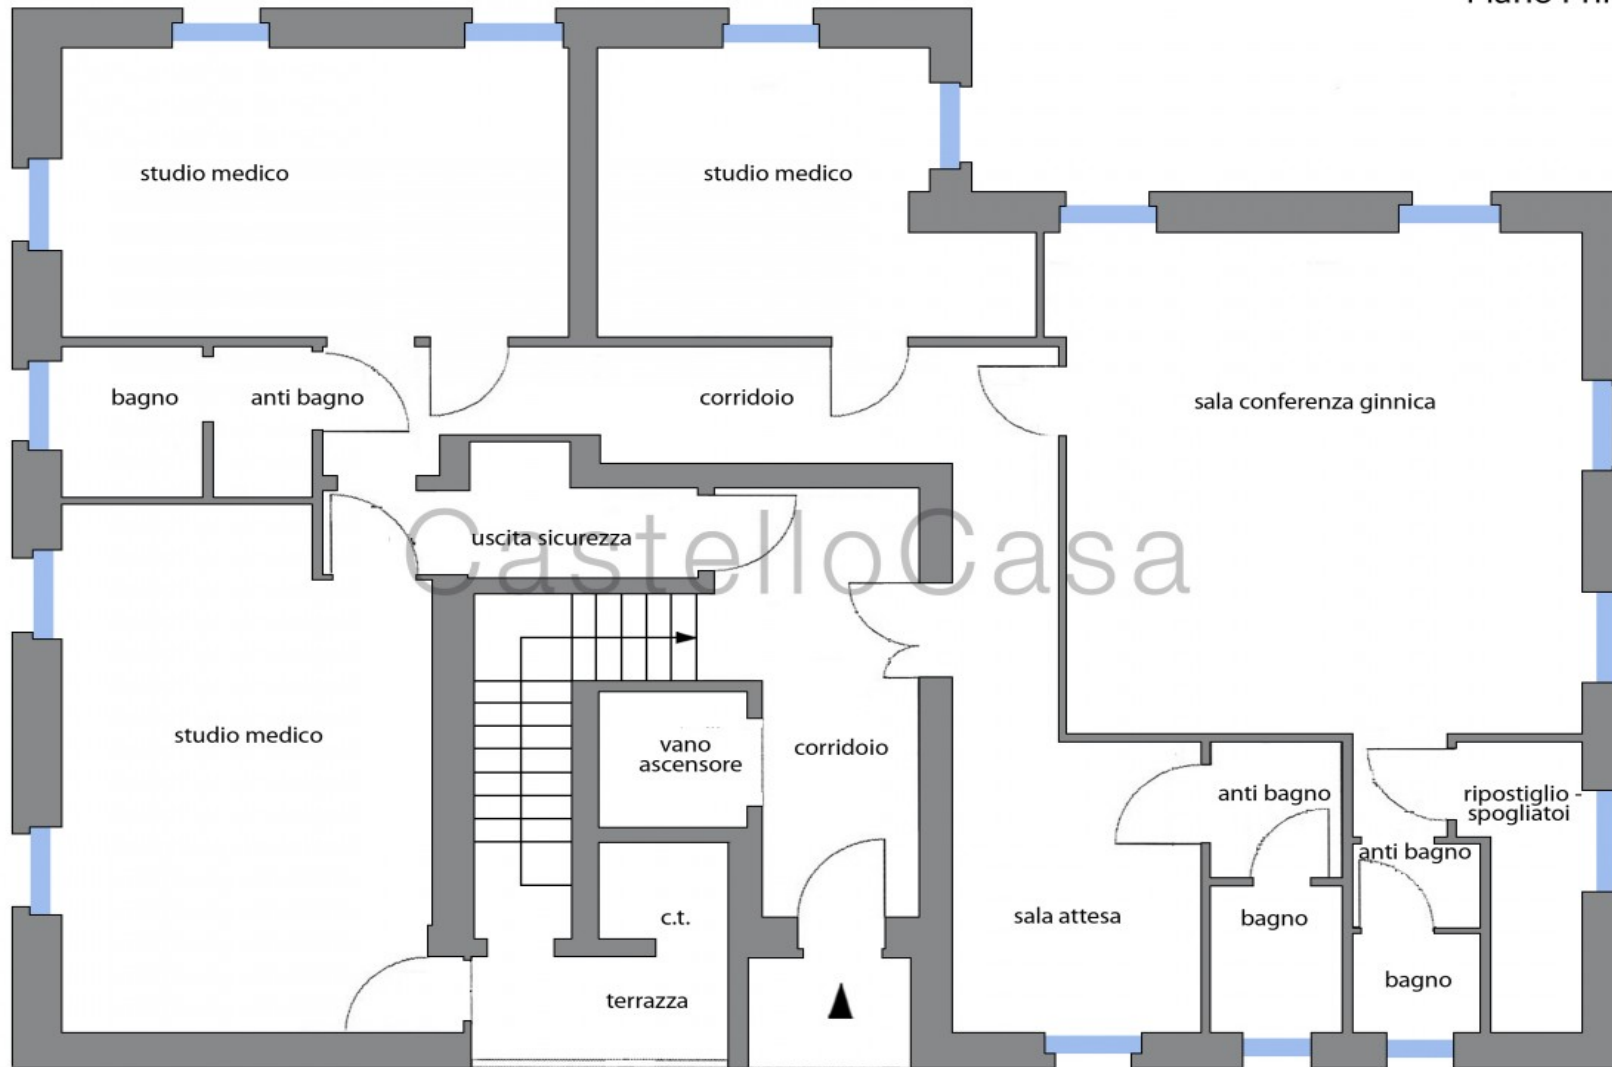 studio medico
studio medico
bagno
anti bagno
corridoio
sala conferenza ginnica
uscita sicurezza
CastelloCasa
studio medico
vano
ascensore
corridoio
anti bagno
ripostiglio -
spogliatoi
anti bagno
sala attesa
bagno
c.t.
bagno
terrazza